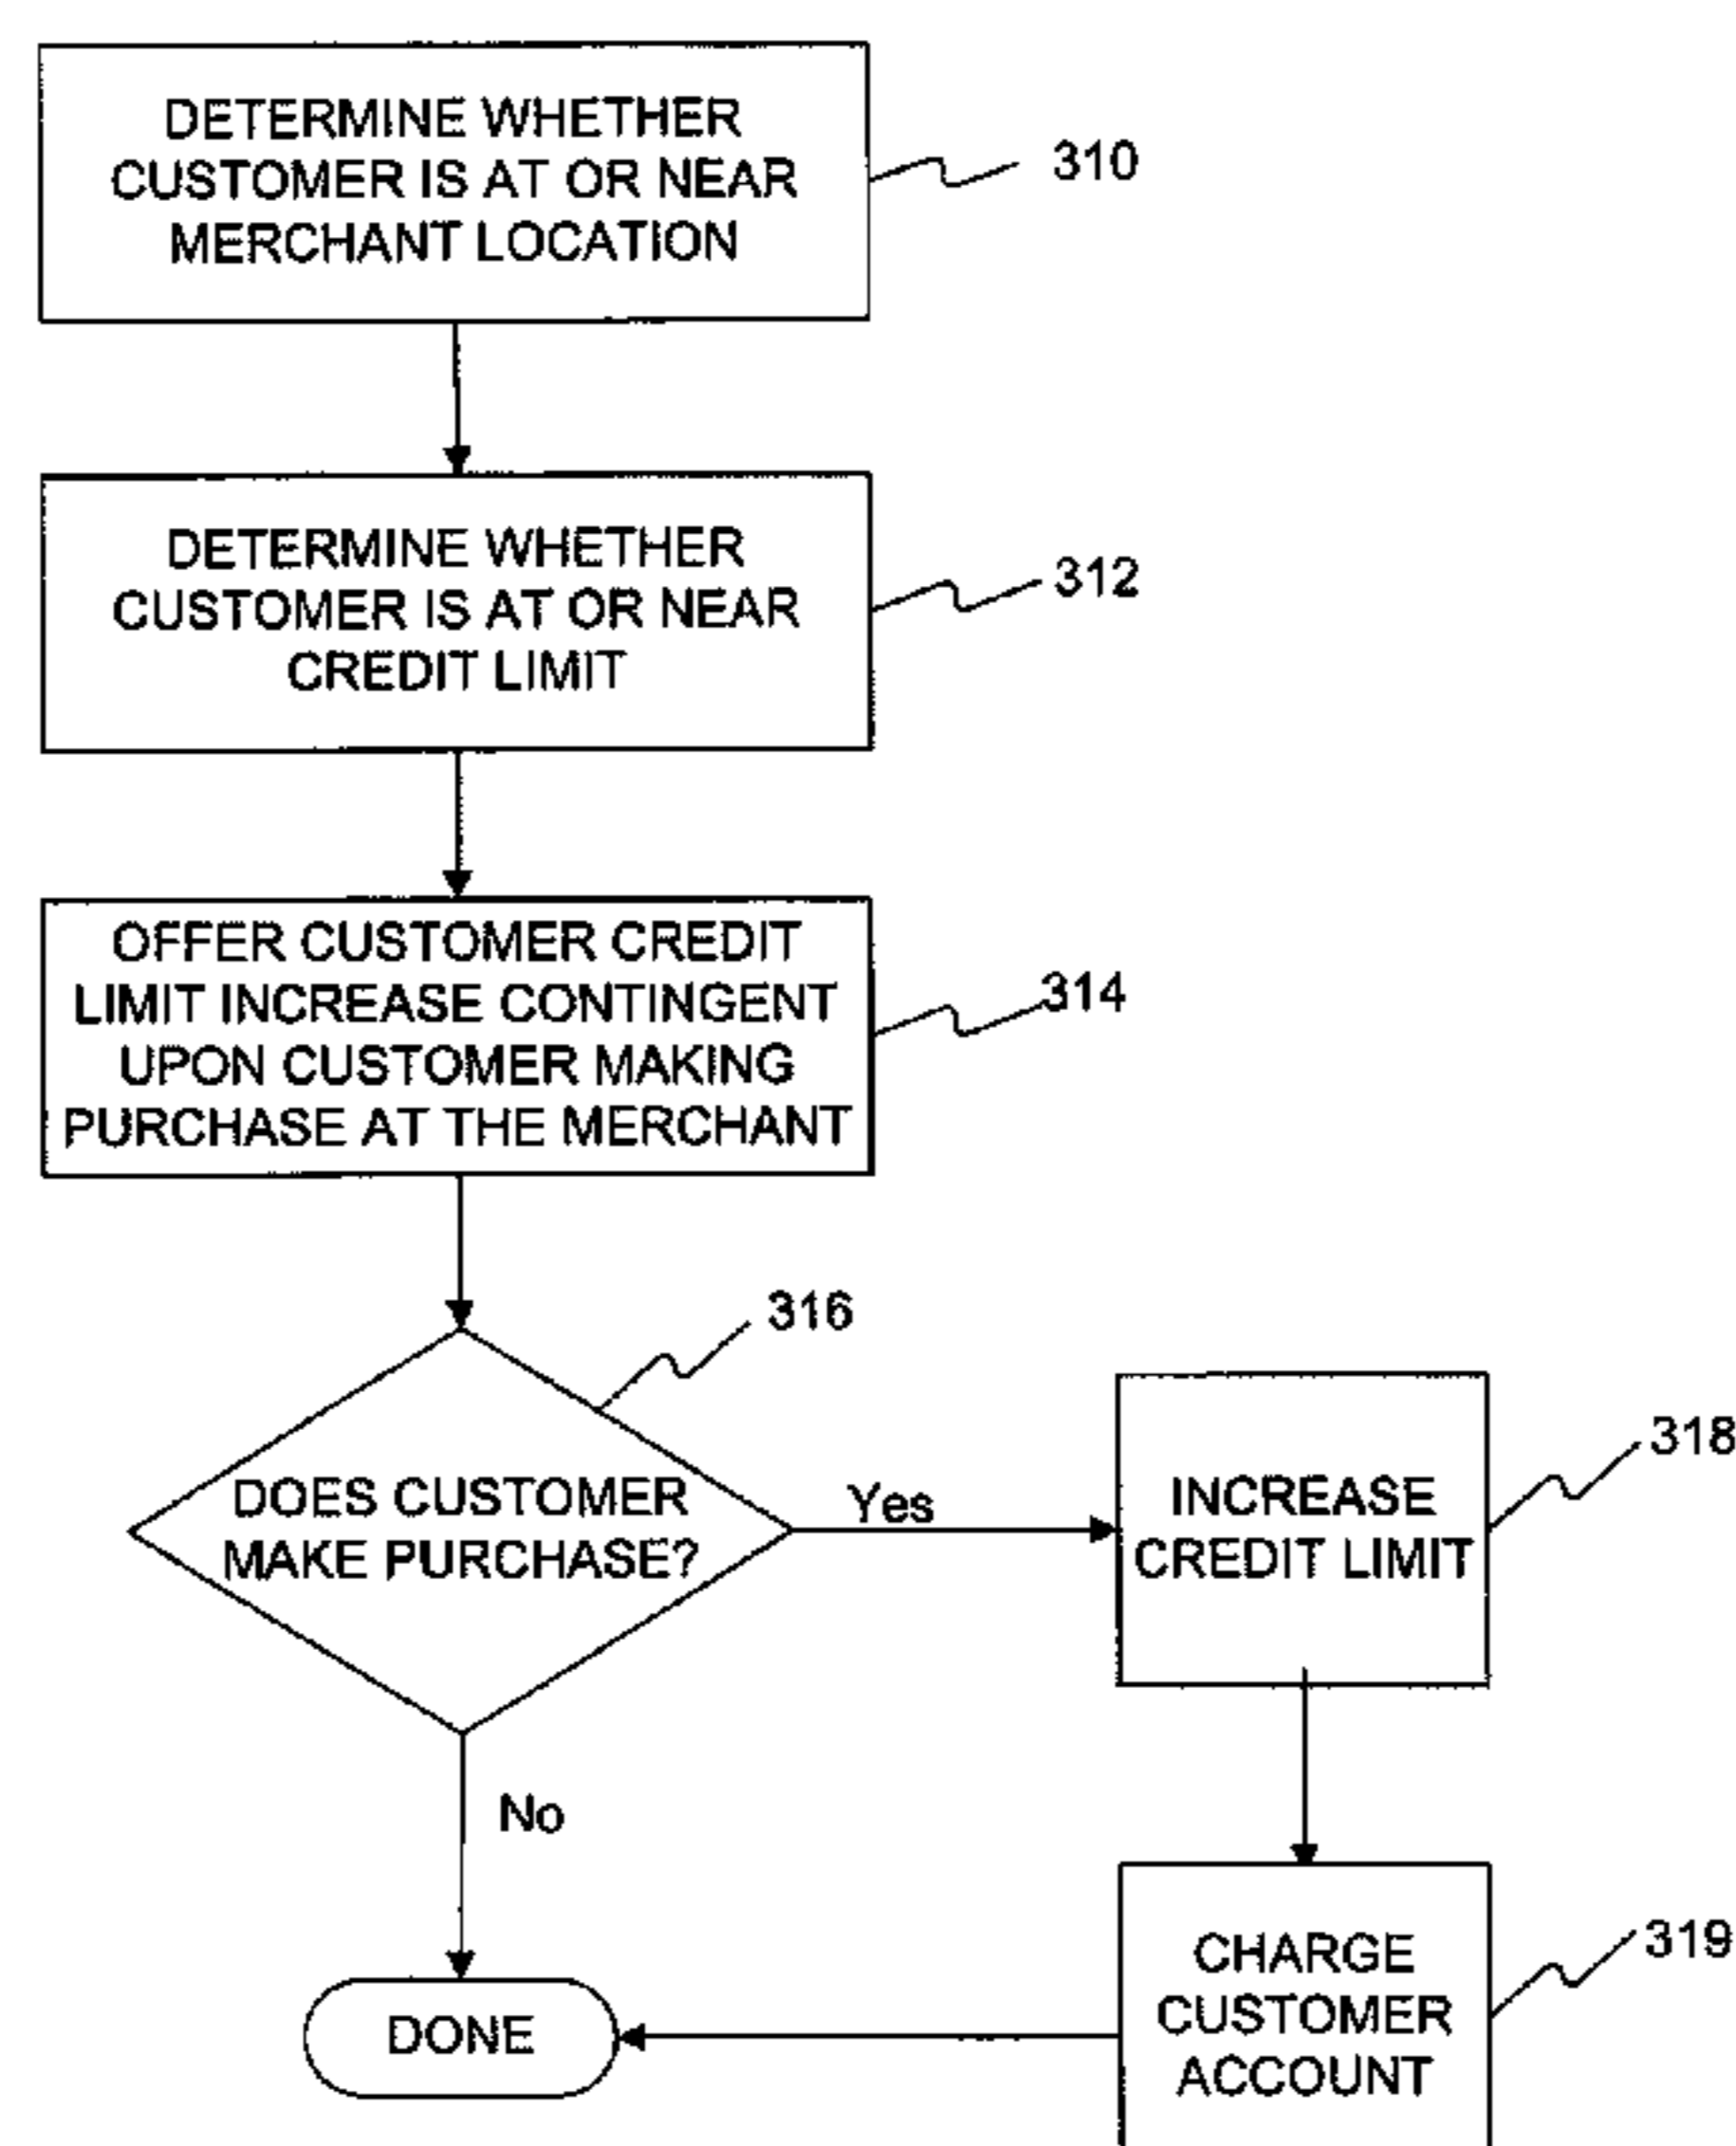 DETERMINE WHETHER
CUSTOMER IS AT OR NEAR
MERCHANT LOCATION
310
DETERMINE WHETHER
CUSTOMER IS AT OR NEAR
CREDIT LIMIT
312
OFFER CUSTOMER CREDIT
LIMIT INCREASE CONTINGENT
UPON CUSTOMER MAKING
PURCHASE AT THE MERCHANT
314
316
DOES CUSTOMER
MAKE PURCHASE?
Yes
INCREASE
CREDIT LIMIT
318
No
DONE
CHARGE
CUSTOMER
ACCOUNT
319